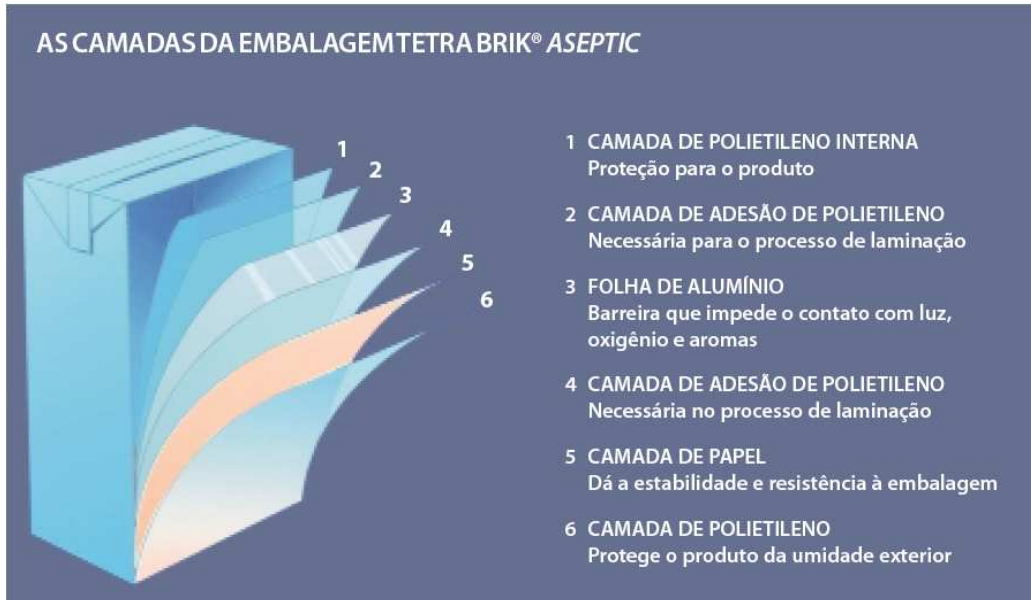 AS CAMADAS DA EMBALAGEM TETRA BRIK® ASEPTIC
1
2
3
4
5
6
1 CAMADA DE POLIETILENO INTERNA
Proteção para o produto
2 CAMADA DE ADESÃO DE POLIETILENO
Necessária para o processo de laminação
3 FOLHA DE ALUMÍNIO
Barreira que impede o contato com luz,
oxigênio e aromas
4 CAMADA DE ADESÃO DE POLIETILENO
Necessária no processo de laminação
5 CAMADA DE PAPEL
Dá a estabilidade e resistência à embalagem
6 CAMADA DE POLIETILENO
Protege o produto da umidade exterior